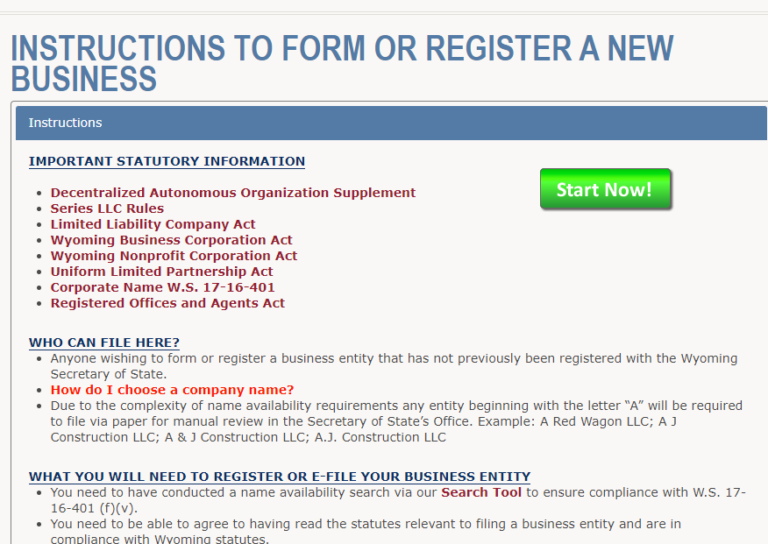 INSTRUCTIONS TO FORM OR REGISTER A NEW
BUSINESS
Instructions
IMPORTANT STATUTORY INFORMATION
Start Now!
• Decentralized Autonomous Organization Supplement
• Series LLC Rules
• Limited Liability Company Act
• Wyoming Business Corporation Act
• Wyoming Nonprofit Corporation Act
• Uniform Limited Partnership Act
• Corporate Name W.S. 17-16-401
• Registered Offices and Agents Act
WHO CAN FILE HERE?
• Anyone wishing to form or register a business entity that has not previously been registered with the Wyoming
Secretary of State.
• How do I choose a company name?
• Due to the complexity of name availability requirements any entity beginning with the letter “A” will be required
to file via paper for manual review in the Secretary of State’s Office. Example: A Red Wagon LLC; A J
Construction LLC; A & J Construction LLC; A.J. Construction LLC
WHAT YOU WILL NEED TO REGISTER OR E-FILE YOUR BUSINESS ENTITY
• You need to have conducted a name availability search via our Search Tool to ensure compliance with W.S. 17-
16-401 (f)(v).
• You need to be able to agree to having read the statutes relevant to filing a business entity and are in
compliance with Wyoming statutes.